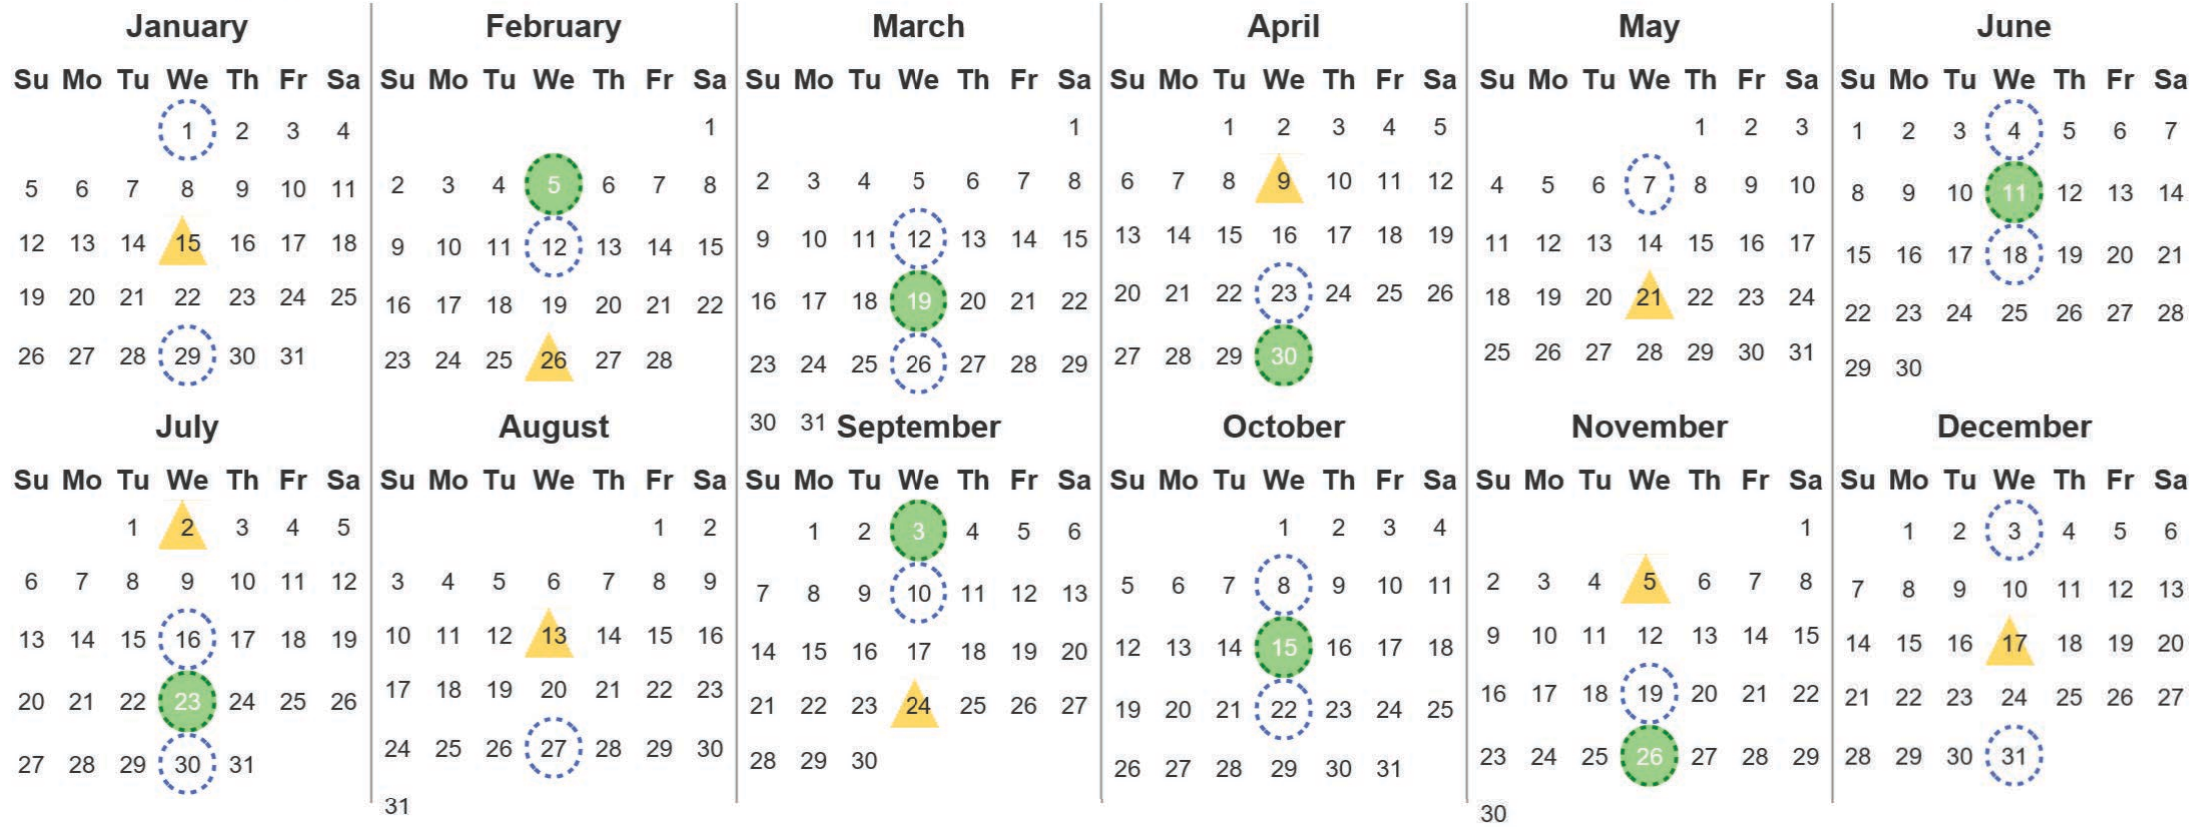 January
Su Mo Tu We Th Fr Sa
1 2 3 4
5 6 7 8 9 10 11
12 13 14 15 16 17 18
19 20 21 22 23 24 25
26 27 28 29 30 31
February
Su Mo Tu We Th Fr Sa
1
2 3 4 5 6 7 8
9 10 11 12 13 14 15
16 17 18 19 20 21 22
23 24 25 26 27 28
March
Su Mo Tu We Th Fr Sa
1
2 3 4 5 6 7 8
9 10 11 12 13 14 15
16 17 18 19 20 21 22
23 24 25 26 27 28 29
30 31
April
Su Mo Tu We Th Fr Sa
1 2 3 4 5
6 7 8 9 10 11 12
13 14 15 16 17 18 19
20 21 22 23 24 25 26
27 28 29 30
May
Su Mo Tu We Th Fr Sa
1 2 3
4 5 6 7 8 9 10
11 12 13 14 15 16 17
18 19 20 21 22 23 24
25 26 27 28 29 30 31
June
Su Mo Tu We Th Fr Sa
1 2 3 4 5 6 7
8 9 10 11 12 13 14
15 16 17 18 19 20 21
22 23 24 25 26 27 28
29 30
July
Su Mo Tu We Th Fr Sa
1 2 3 4 5
6 7 8 9 10 11 12
13 14 15 16 17 18 19
20 21 22 23 24 25 26
27 28 29 30 31
August
Su Mo Tu We Th Fr Sa
1 2
3 4 5 6 7 8 9
10 11 12 13 14 15 16
17 18 19 20 21 22 23
24 25 26 27 28 29 30
31
September
Su Mo Tu We Th Fr Sa
1 2 3 4 5 6
7 8 9 10 11 12 13
14 15 16 17 18 19 20
21 22 23 24 25 26 27
28 29 30
October
Su Mo Tu We Th Fr Sa
1 2 3 4
5 6 7 8 9 10 11
12 13 14 15 16 17 18
19 20 21 22 23 24 25
26 27 28 29 30 31
November
Su Mo Tu We Th Fr Sa
1
2 3 4 5 6 7 8
9 10 11 12 13 14 15
16 17 18 19 20 21 22
23 24 25 26 27 28 29
30
December
Su Mo Tu We Th Fr Sa
1 2 3 4 5 6
7 8 9 10 11 12 13
14 15 16 17 18 19 20
21 22 23 24 25 26 27
28 29 30 31